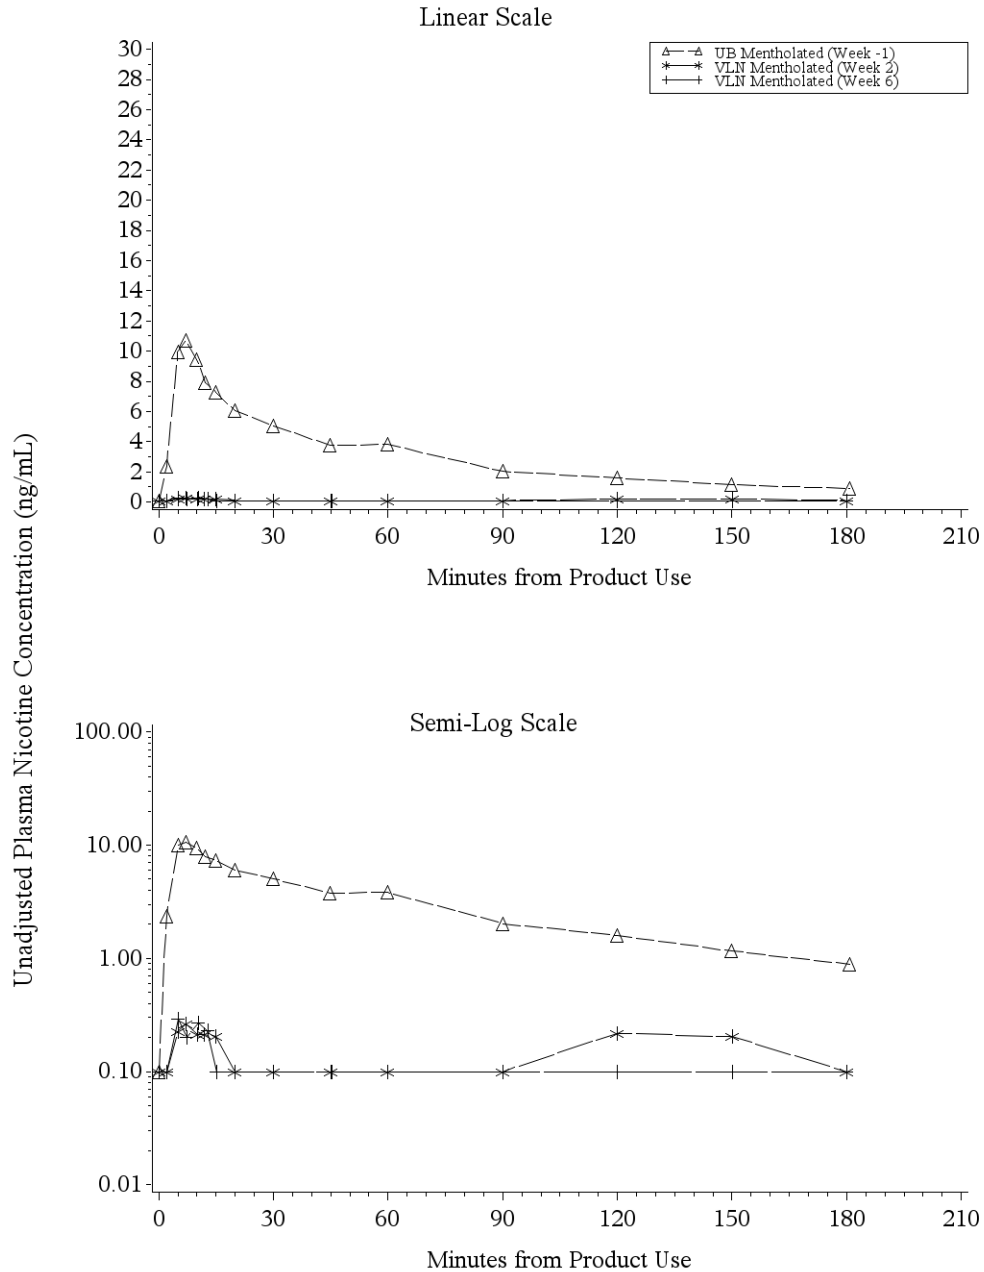 Linear Scale
UB Mentholated (Week -1)
VLN Mentholated (Week 2)
VLN Mentholated (Week 6)
30
28
26
24
22
20
18
16
14
12
10
8
6
4
2
0
0 30 60 90 120 150 180 210
Minutes from Product Use
Unadjusted Plasma Nicotine Concentration (ng/mL)
Semi-Log Scale
100.00
10.00
1.00
0.10
0.01
0 30 60 90 120 150 180 210
Minutes from Product Use